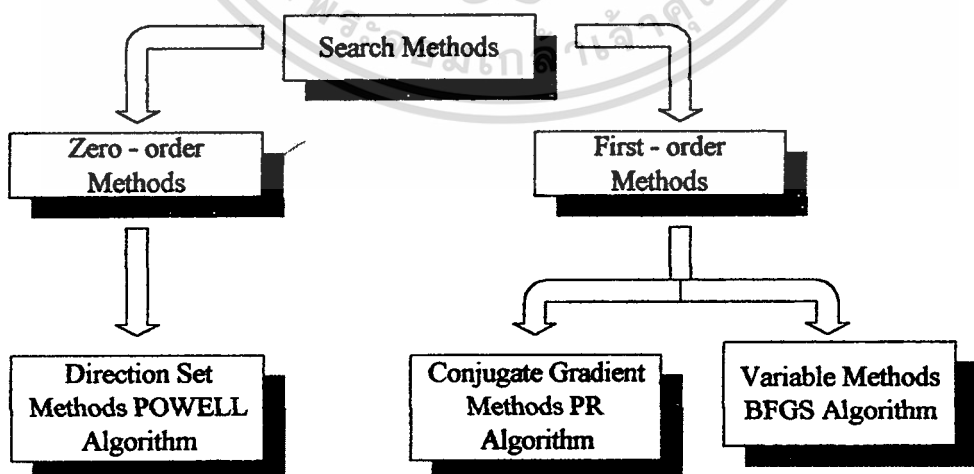 Search Methods
Zero - order
Methods
First - order
Methods
Direction Set
Methods POWELL
Algorithm
Conjugate Gradient
Methods PR
Algorithm
Variable Methods
BFGS Algorithm